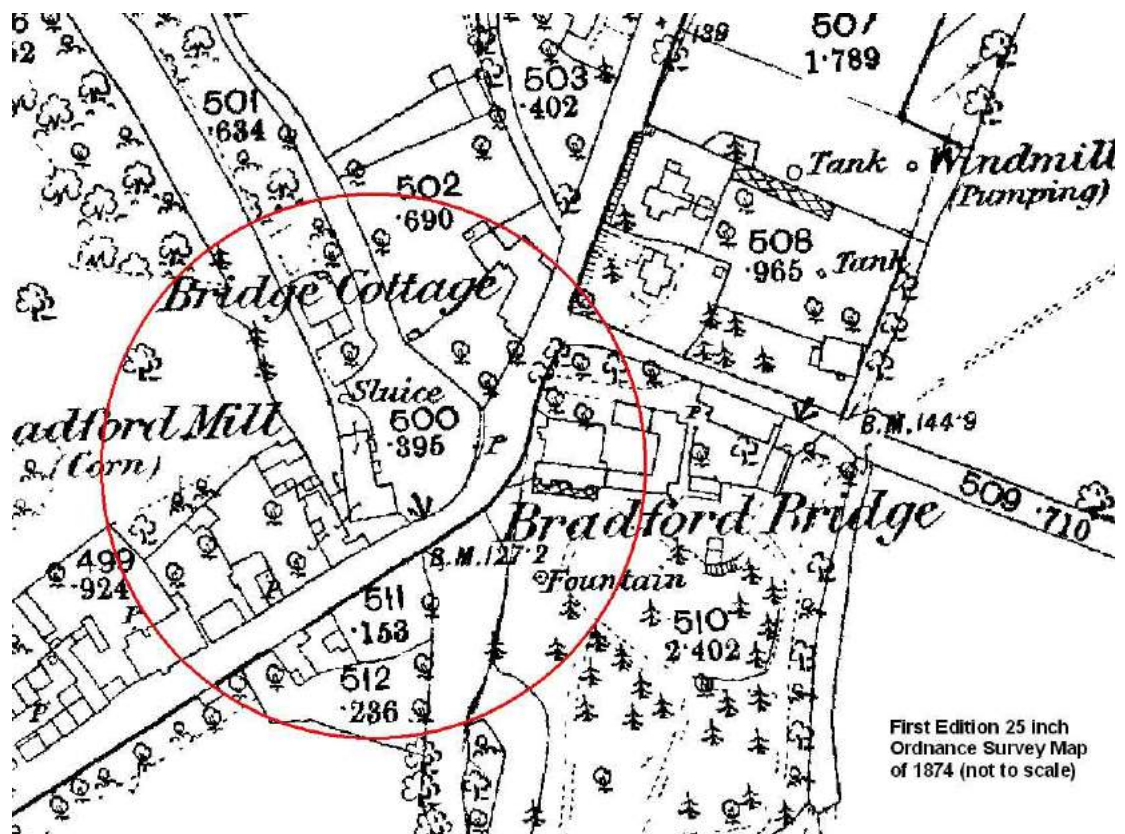 42
501
.634
503
.402
139
507
1.789
Tank
Windmill
(Pumping)
502
.690
508
.965
Tank
Bridge Cottage
Sluice
500
.395
P
adford Mill
(Corn)
P
B.M. 144.9
509 .710
Bradford Bridge
B.M. 127.2
Fountain
499
.924
P
P
511
.153
510
2.402
512
.236
P
First Edition 25 inch
Ordnance Survey Map
of 1874 (not to scale)